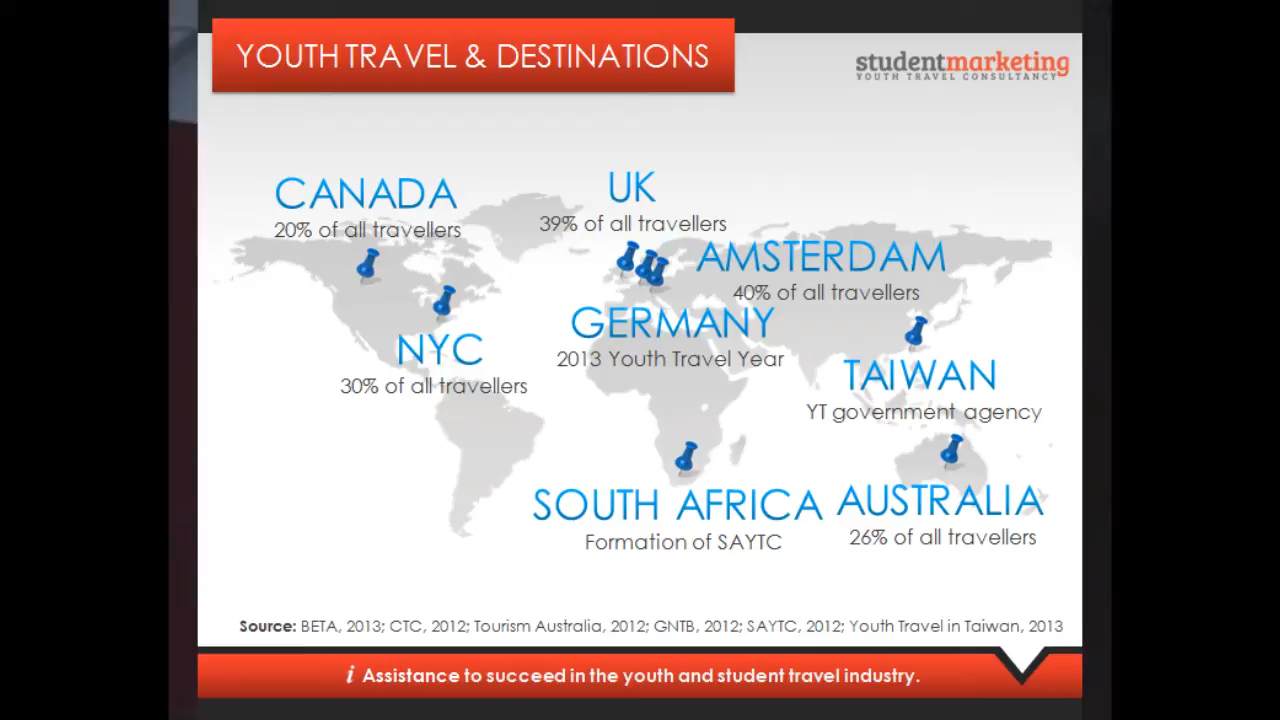 YOUTH TRAVEL & DESTINATIONS
studentmarketing
YOUTH TRAVEL CONSULTANCY
CANADA
20% of all travellers
UK
39% of all travellers
AMSTERDAM
40% of all travellers
NYC
30% of all travellers
GERMANY
2013 Youth Travel Year
TAIWAN
YT government agency
SOUTH AFRICA
Formation of SAYTC
AUSTRALIA
26% of all travellers
Source: BETA, 2013; CTC, 2012; Tourism Australia, 2012; GNTB, 2012; SAYTC, 2012; Youth Travel in Taiwan, 2013
i Assistance to succeed in the youth and student travel industry.